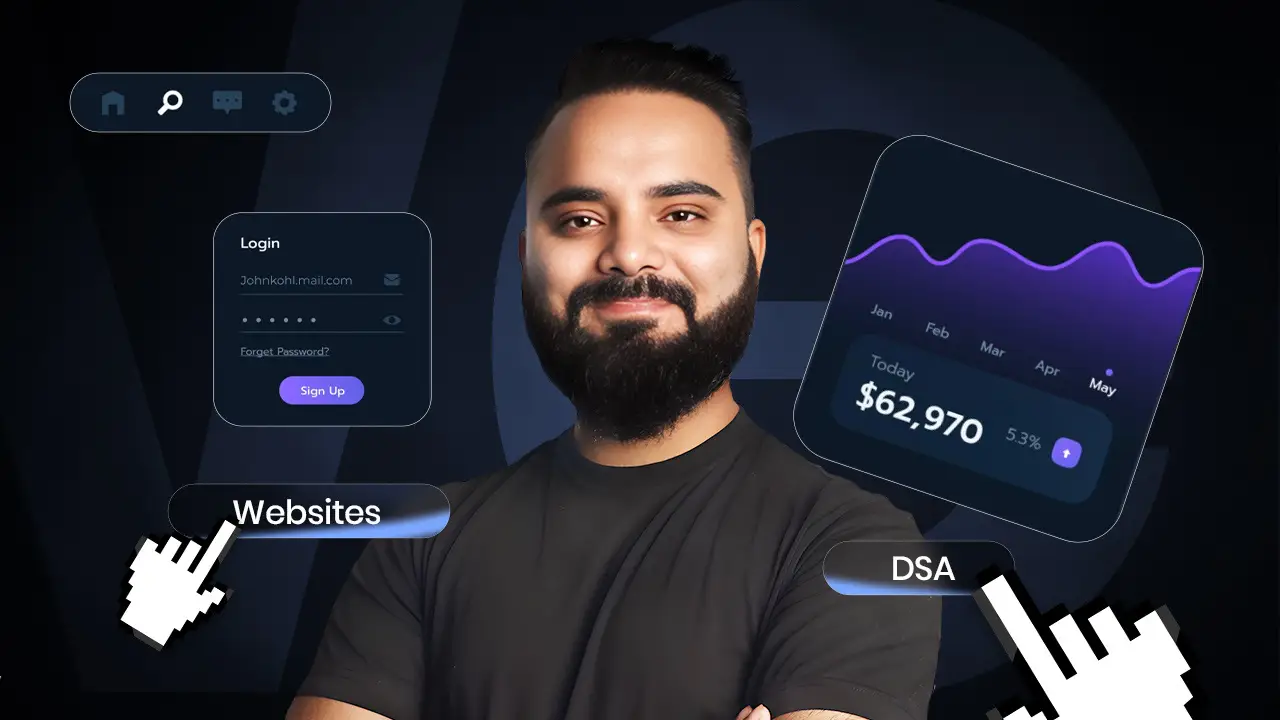 Login
Johnkohl.mail.com
Forget Password?
Sign Up
Websites
Jan
Feb
Mar
Apr
May
Today
$62,970
5.3%
DSA